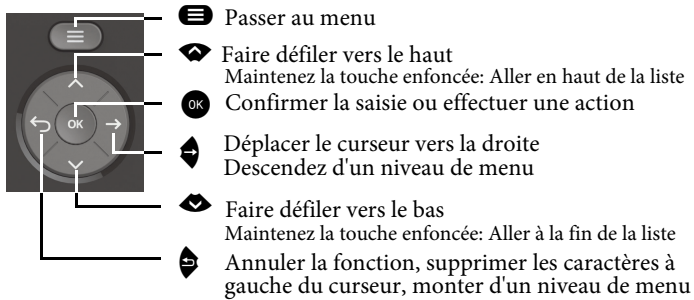 Passer au menu
Faire défiler vers le haut
Maintenez la touche enfoncée: Aller en haut de la liste
OK Confirmer la saisie ou effectuer une action
OK
Déplacer le curseur vers la droite
Descendez d'un niveau de menu
Faire défiler vers le bas
Maintenez la touche enfoncée: Aller à la fin de la liste
Annuler la fonction, supprimer les caractères à
gauche du curseur, monter d'un niveau de menu